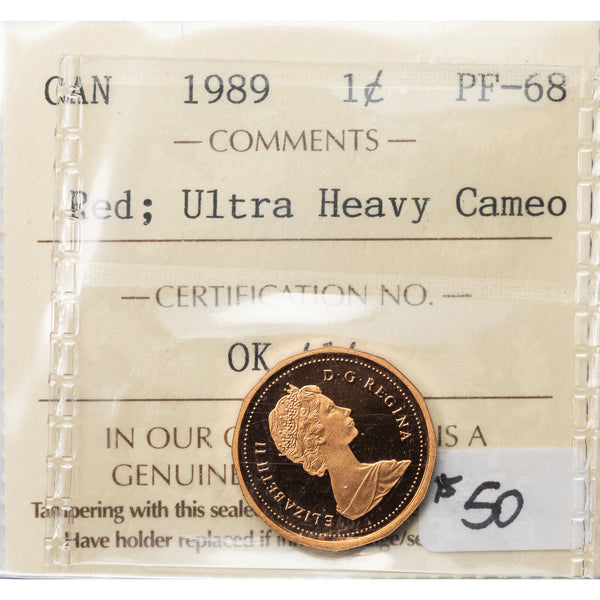 CAN 1989 1¢ PF-68
— COMMENTS —
Red; Ultra Heavy Cameo
— CERTIFICATION NO. —
OK
IN OUR IS A
GENUINE
Tampering with this
Have holder replaced if
ELIZABETH II D·G·REGINA
$50